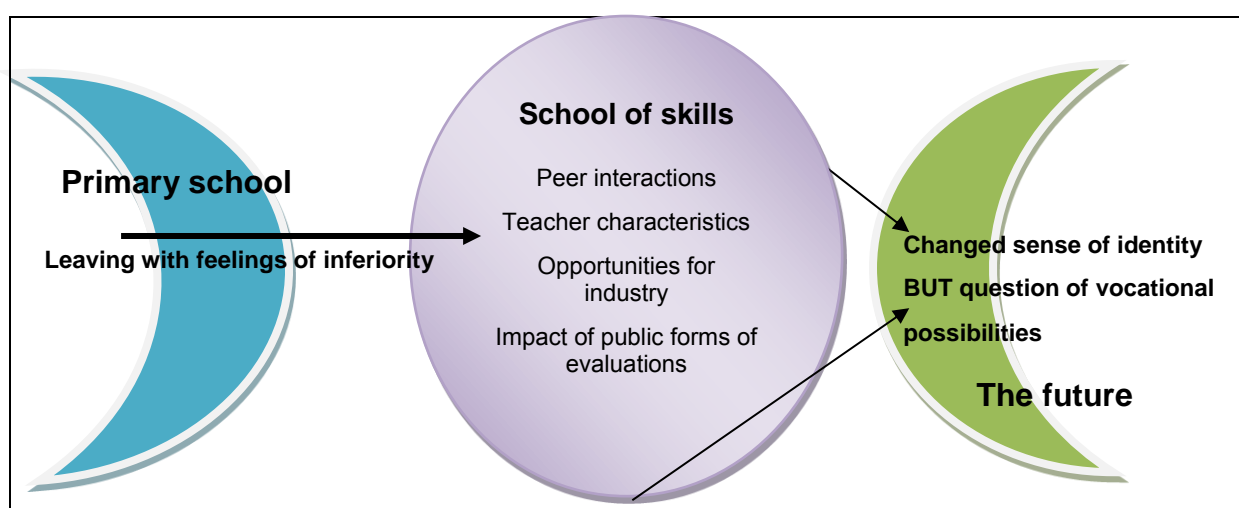 Primary school
Leaving with feelings of inferiority
School of skills
Peer interactions
Teacher characteristics
Opportunities for
industry
Impact of public forms of
evaluations
Changed sense of identity
BUT question of vocational
possibilities
The future